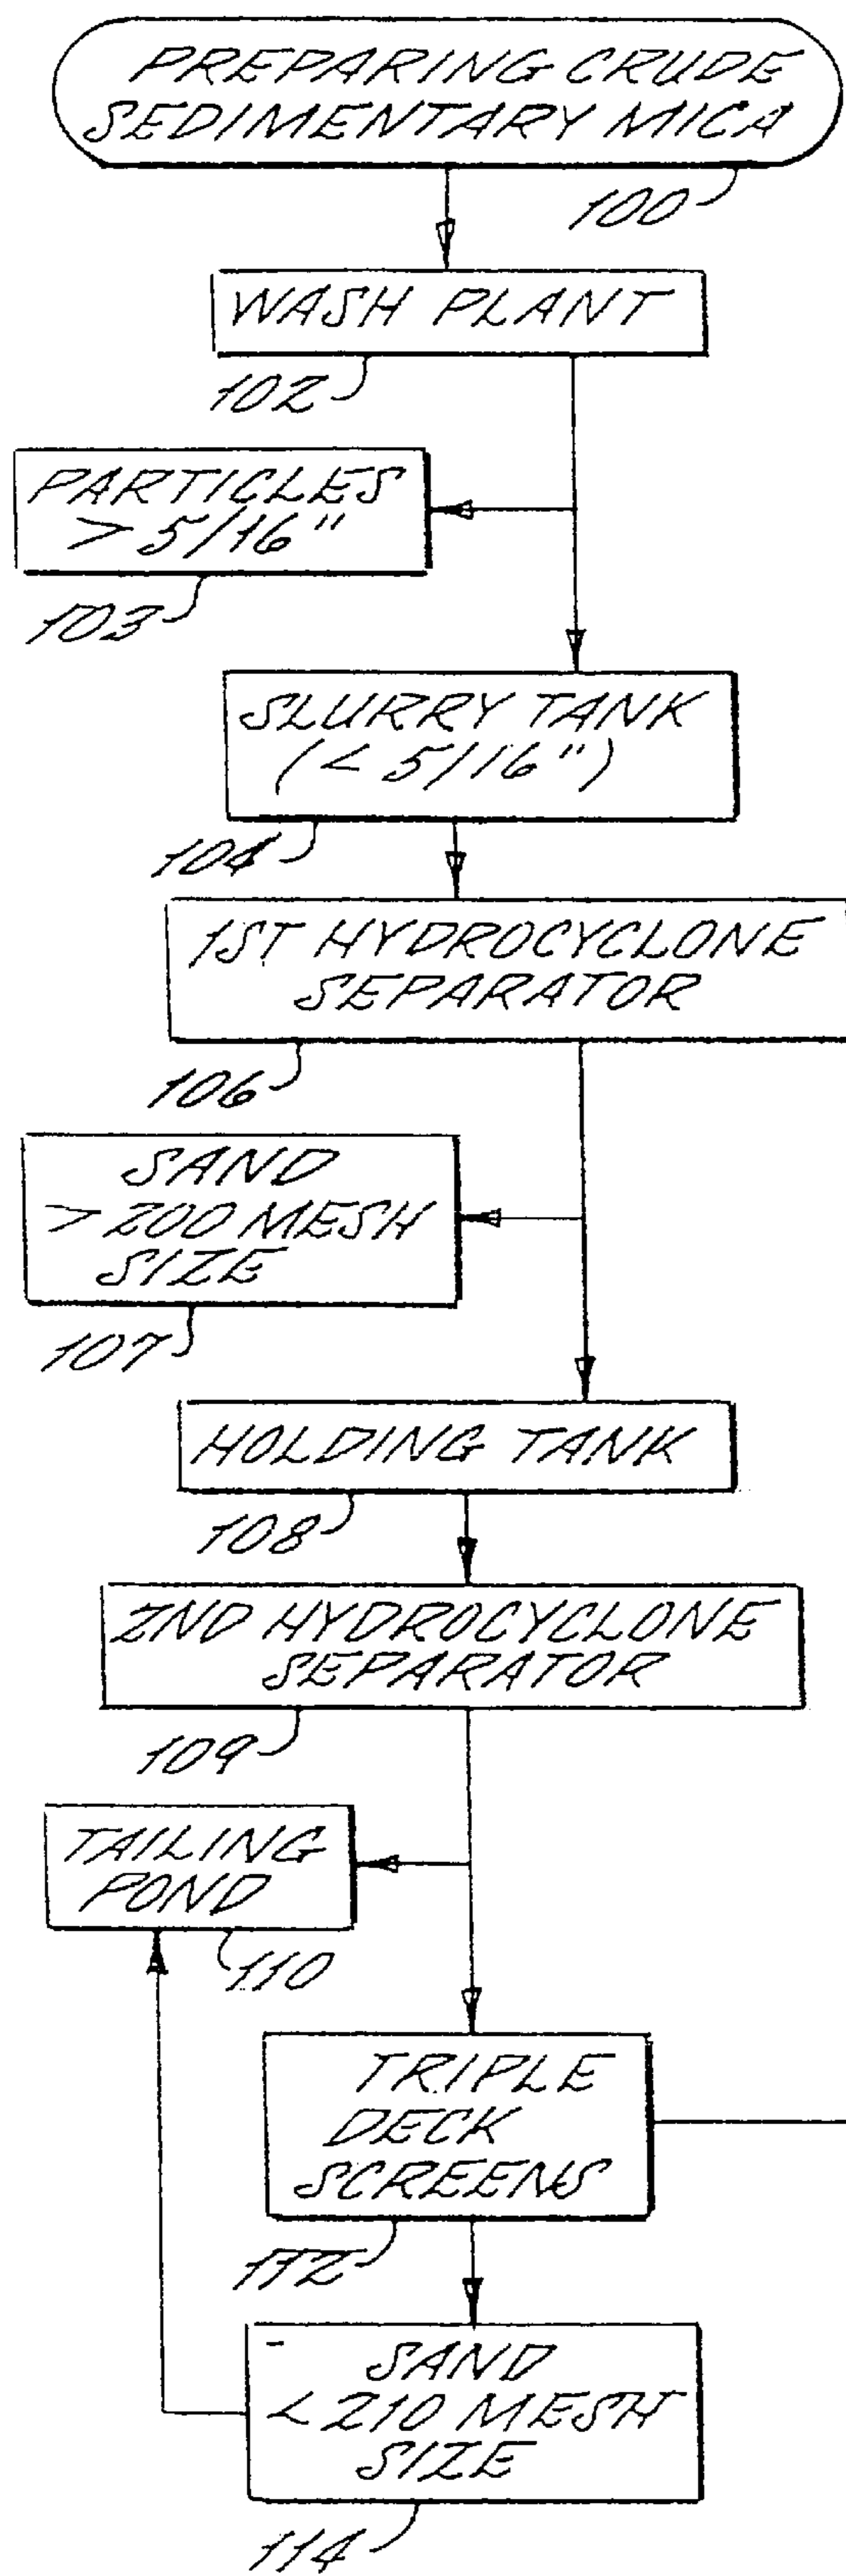 PREPARING CRUDE
SEDIMENTARY MICA
100
WASH PLANT
102
PARTICLES
> 5/16"
103
SLURRY TANK
(< 5/16")
104
1ST HYDROCYCLONE
SEPARATOR
106
SAND
> 200 MESH
SIZE
107
HOLDING TANK
108
2ND HYDROCYCLONE
SEPARATOR
109
TAILING
POND
110
TRIPLE
DECK
SCREENS
112
SAND
< 210 MESH
SIZE
114